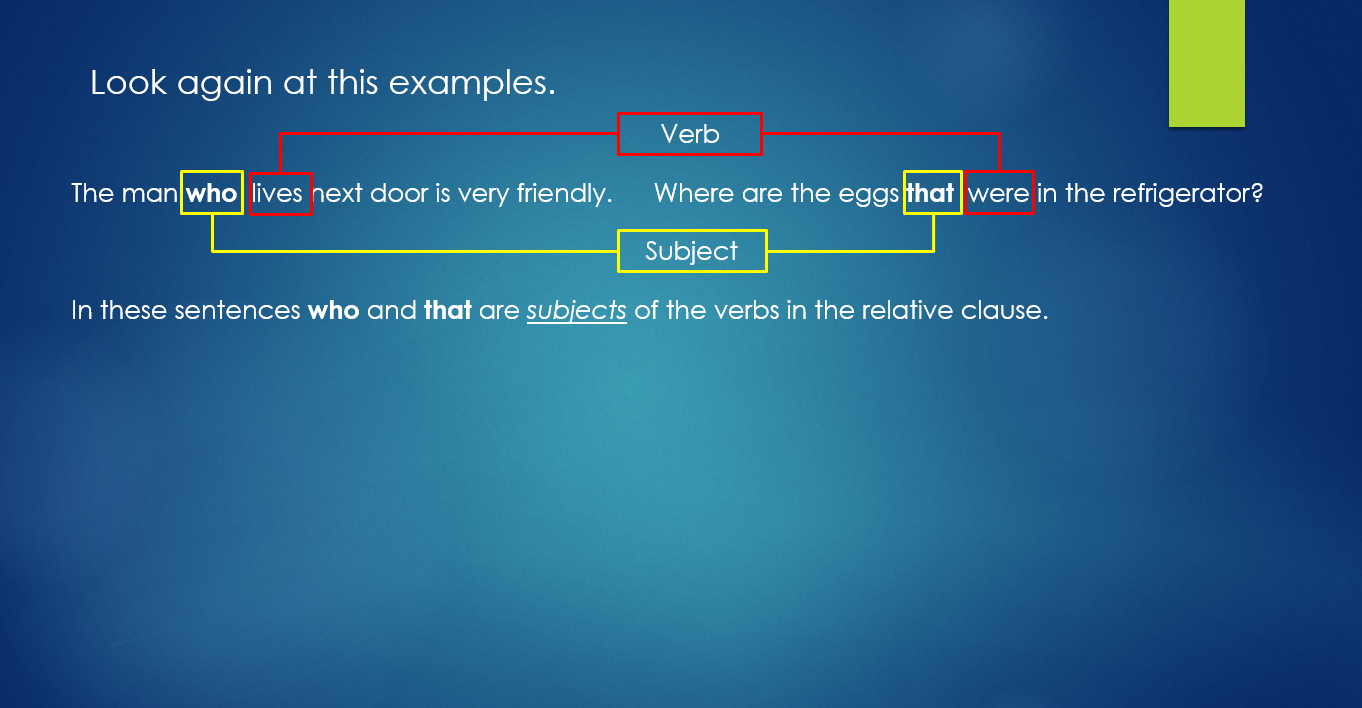 Look again at this examples.
Verb
The man who lives next door is very friendly. Where are the eggs that were in the refrigerator?
Subject
In these sentences who and that are subjects of the verbs in the relative clause.